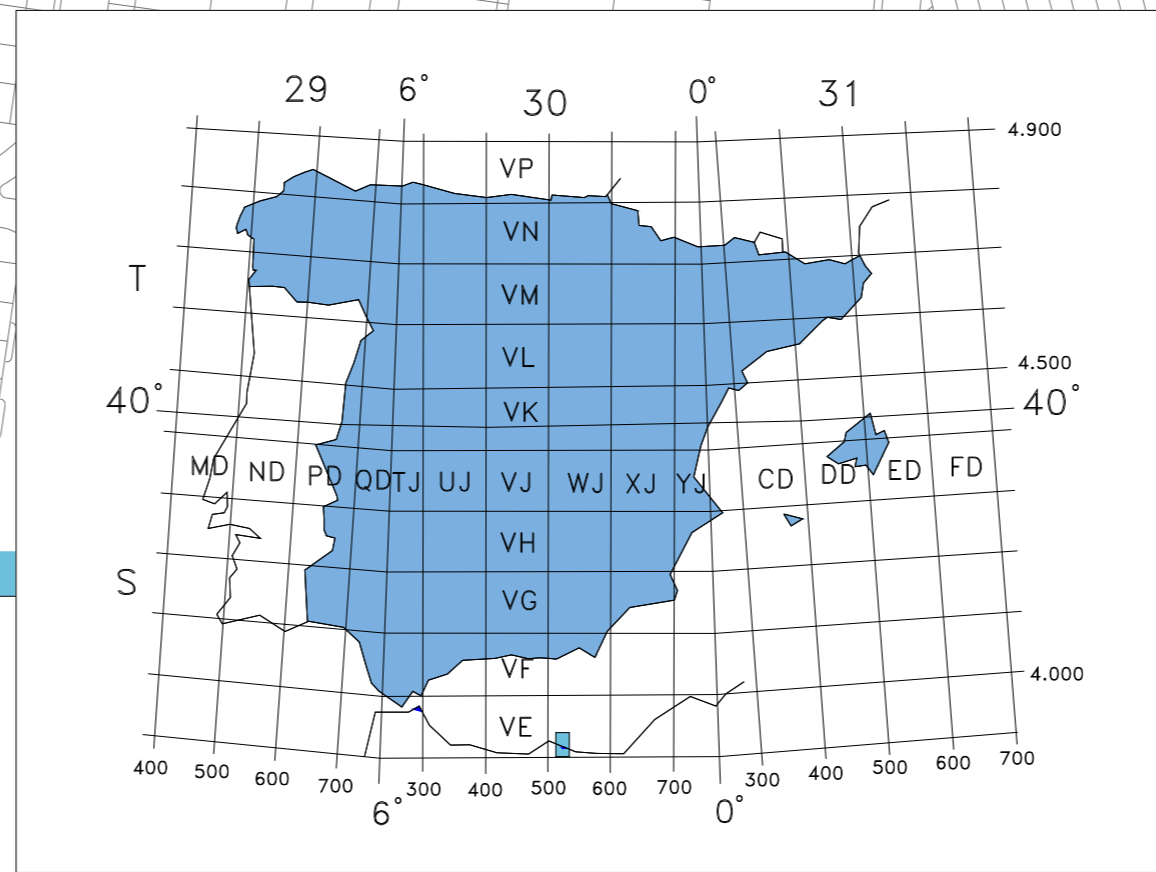 29 6° 30 0° 31
4.900
VP
VN
T
VM
VL
4.500
40° VK 40°
MD ND PD QD TJ UJ VJ WJ XJ YJ CD DD ED FD
VH
S
VG
VF
4.000
VE
400 500 600 700 300 400 500 600 700 300 400 500 600 700
6° 0°